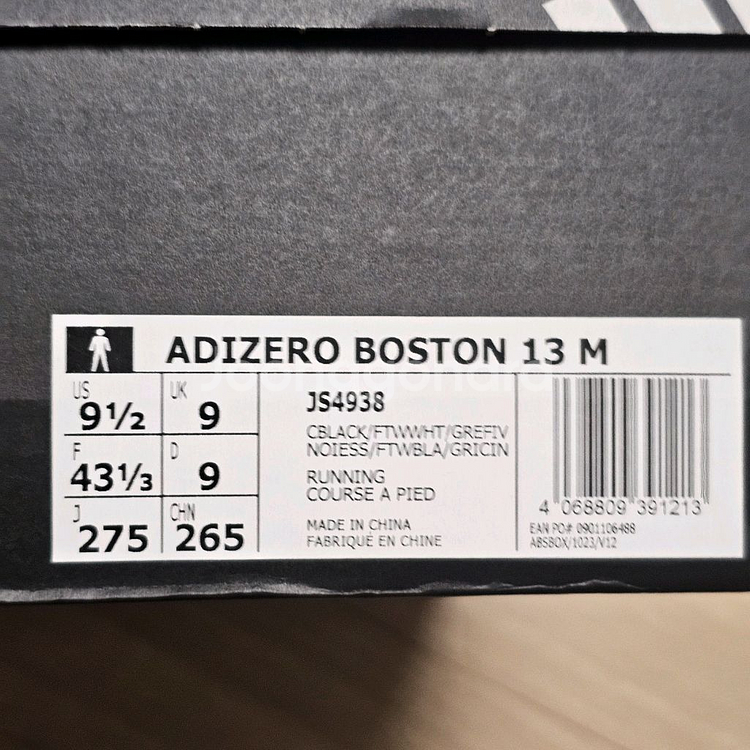 ADIZERO BOSTON 13 M
US 9½
UK 9
F 43⅓
D 9
J 275
CHN 265
JS4938
CBLACK/FTWWHT/GREFIV
NOIESS/FTWBLA/GRICIN
RUNNING
COURSE A PIED
MADE IN CHINA
FABRIQUÉ EN CHINE
4 068809 391213
EAN PO# 0901106488
ABSBOX/1023/V12